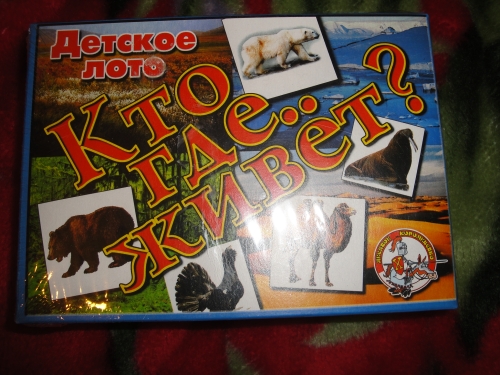 Детское
лото
Кто
где
живёт?